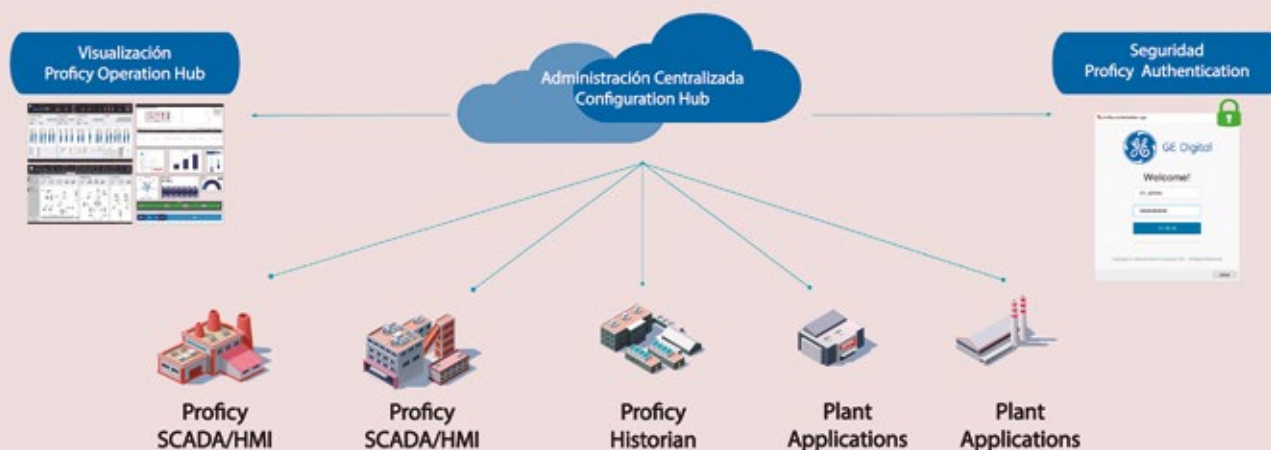 Visualización
Proficy Operation Hub
Administración Centralizada
Configuration Hub
Seguridad
Proficy Authentication
GE Digital
Welcome!
Proficy
SCADA/HMI
Proficy
SCADA/HMI
Proficy
Historian
Plant
Applications
Plant
Applications